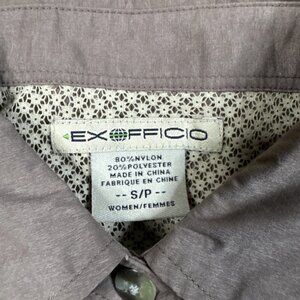 EXOFFICIO
80% NYLON
20% POLYESTER
MADE IN CHINA
FABRIQUE EN CHINE
-- S/P --
WOMEN/FEMMES